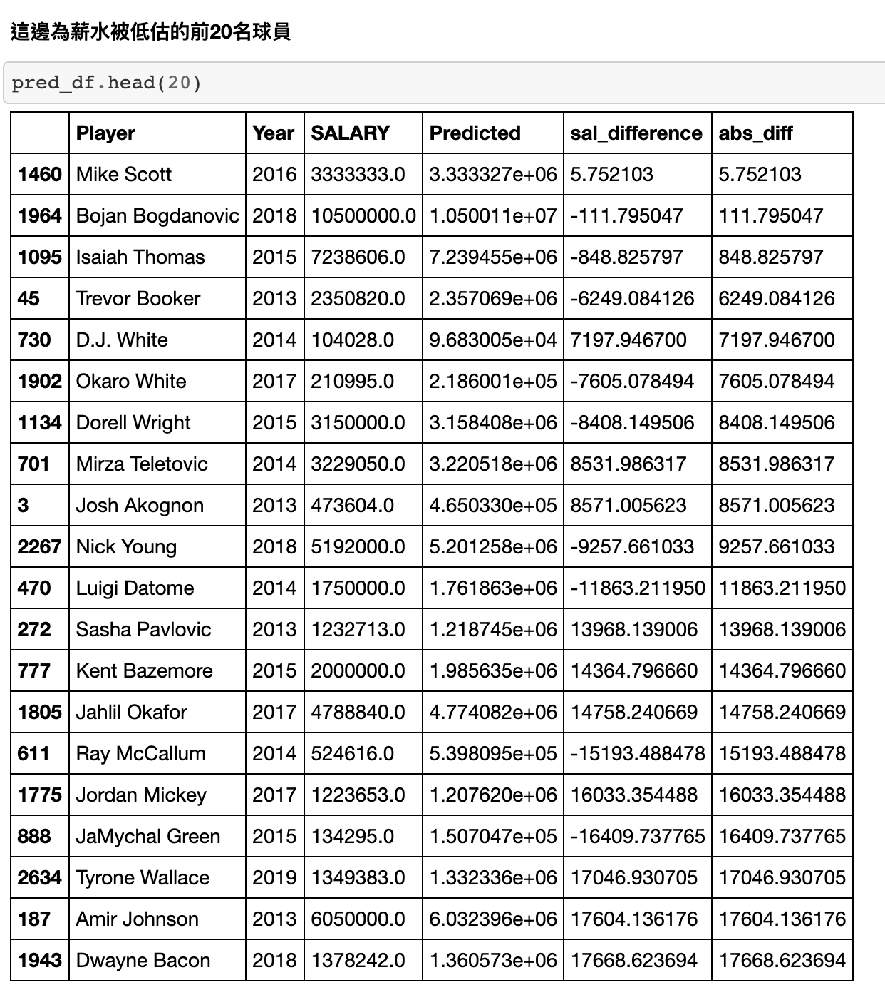 這邊為薪水被低估的前20名球員
pred_df.head(20)
Player Year SALARY Predicted sal_difference abs_diff
1460 Mike Scott 2016 3333333.0 3.333327e+06 5.752103 5.752103
1964 Bojan Bogdanovic 2018 10500000.0 1.050011e+07 -111.795047 111.795047
1095 Isaiah Thomas 2015 7238606.0 7.239455e+06 -848.825797 848.825797
45 Trevor Booker 2013 2350820.0 2.357069e+06 -6249.084126 6249.084126
730 D.J. White 2014 104028.0 9.683005e+04 7197.946700 7197.946700
1902 Okaro White 2017 210995.0 2.186001e+05 -7605.078494 7605.078494
1134 Dorell Wright 2015 3150000.0 3.158408e+06 -8408.149506 8408.149506
701 Mirza Teletovic 2014 3229050.0 3.220518e+06 8531.986317 8531.986317
3 Josh Akognon 2013 473604.0 4.650330e+05 8571.005623 8571.005623
2267 Nick Young 2018 5192000.0 5.201258e+06 -9257.661033 9257.661033
470 Luigi Datome 2014 1750000.0 1.761863e+06 -11863.211950 11863.211950
272 Sasha Pavlovic 2013 1232713.0 1.218745e+06 13968.139006 13968.139006
777 Kent Bazemore 2015 2000000.0 1.985635e+06 14364.796660 14364.796660
1805 Jahlil Okafor 2017 4788840.0 4.774082e+06 14758.240669 14758.240669
611 Ray McCallum 2014 524616.0 5.398095e+05 -15193.488478 15193.488478
1775 Jordan Mickey 2017 1223653.0 1.207620e+06 16033.354488 16033.354488
888 JaMychal Green 2015 134295.0 1.507047e+05 -16409.737765 16409.737765
2634 Tyrone Wallace 2019 1349383.0 1.332336e+06 17046.930705 17046.930705
187 Amir Johnson 2013 6050000.0 6.032396e+06 17604.136176 17604.136176
1943 Dwayne Bacon 2018 1378242.0 1.360573e+06 17668.623694 17668.623694